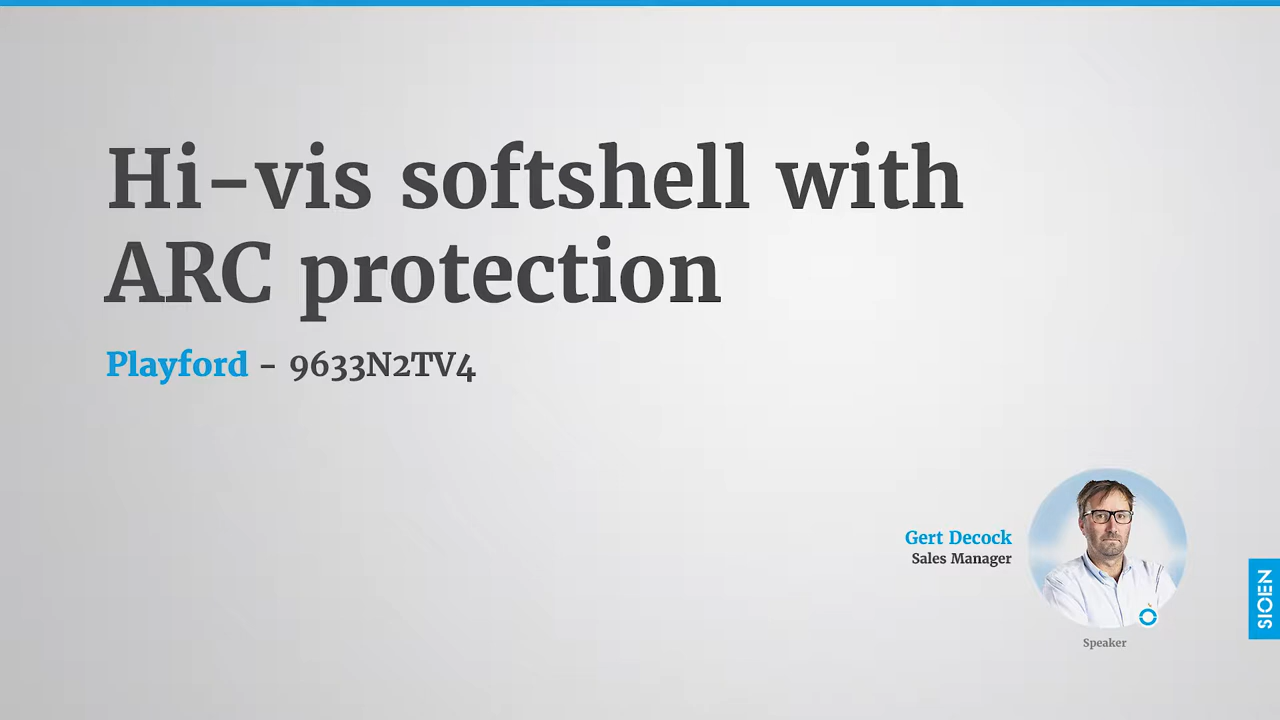 Hi-vis softshell with
ARC protection
Playford - 9633N2TV4
Gert Decock
Sales Manager
Speaker
SIOEN